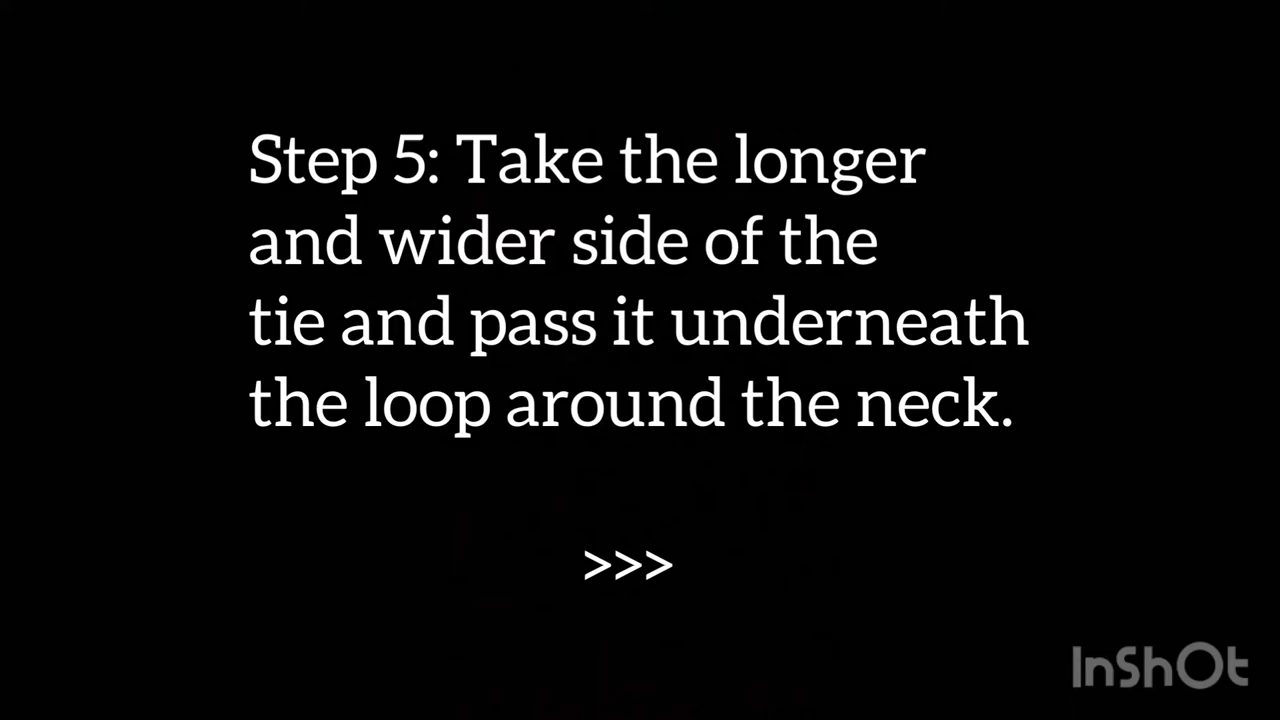 Step 5: Take the longer
and wider side of the
tie and pass it underneath
the loop around the neck.
>>>
InShOt